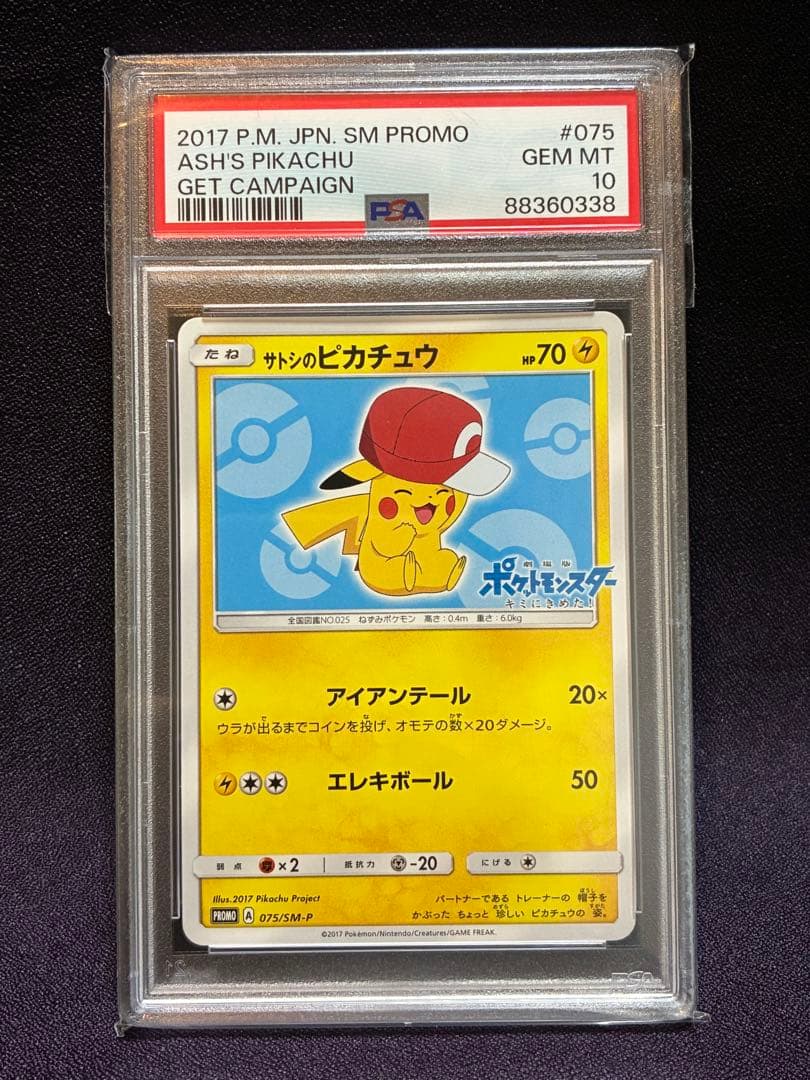 2017 P.M. JPN. SM PROMO #075
ASH'S PIKACHU GEM MT
GET CAMPAIGN 10
PSA 88360338
たね サトシのピカチュウ HP70
劇場版
ポケットモンスター
キミにきめた!
全国図鑑NO.025 ねずみポケモン 高さ:0.4m 重さ:6.0kg
アイアンテール 20×
ウラが出るまでコインを投げ、オモテの数×20ダメージ。
エレキボール 50
弱点 ×2 抵抗力 -20 にげる
Illus.2017 Pikachu Project
パートナーである トレーナーの 帽子を
かぶった ちょっと 珍しい ピカチュウの 姿。
PROMO A 075/SM-P
©2017 Pokémon/Nintendo/Creatures/GAME FREAK.
PSA